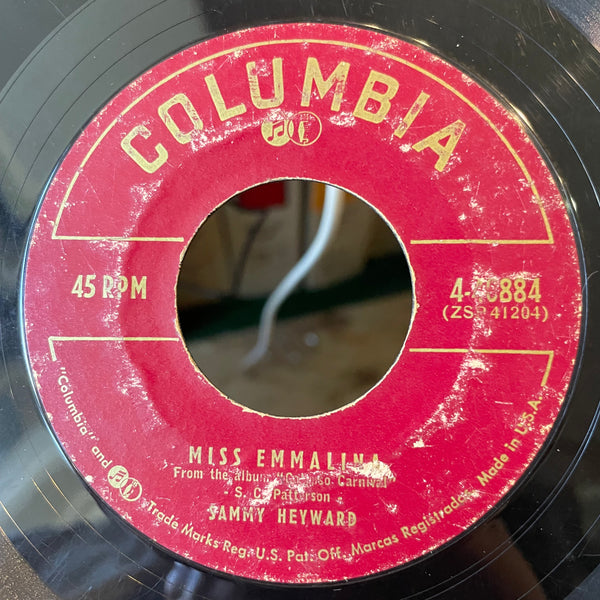 COLUMBIA
45 RPM
4-40884
(ZSP 41204)
MISS EMMALINA
From the album "Calypso Carnival"
S. C. Patterson
SAMMY HEYWARD
"Columbia" and Trade Marks Reg. U.S. Pat. Off. Marcas Registradas Made in U.S.A.